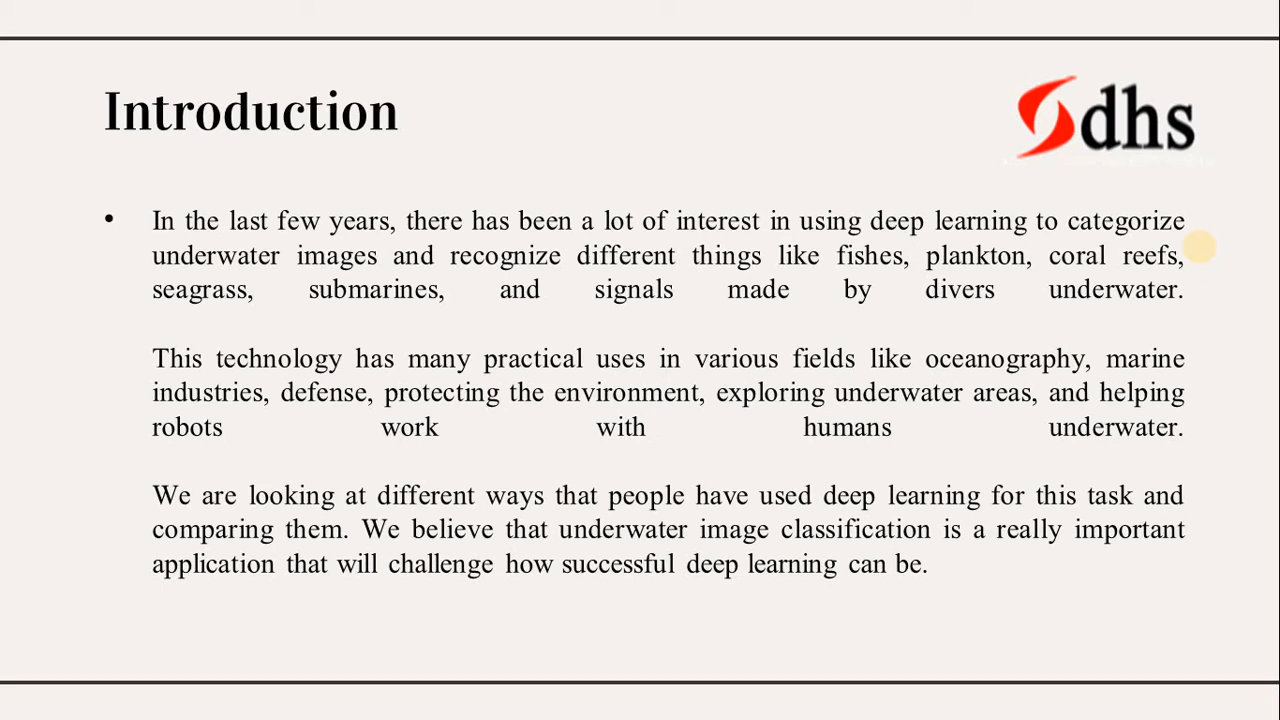 Introduction
dhs
• In the last few years, there has been a lot of interest in using deep learning to categorize
underwater images and recognize different things like fishes, plankton, coral reefs,
seagrass, submarines, and signals made by divers underwater.
This technology has many practical uses in various fields like oceanography, marine
industries, defense, protecting the environment, exploring underwater areas, and helping
robots work with humans underwater.
We are looking at different ways that people have used deep learning for this task and
comparing them. We believe that underwater image classification is a really important
application that will challenge how successful deep learning can be.